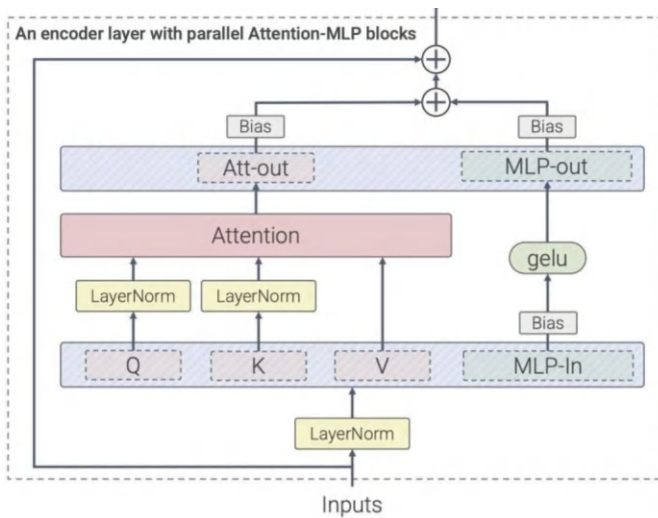 An encoder layer with parallel Attention-MLP blocks
Bias
Bias
Att-out
MLP-out
Attention
gelu
LayerNorm
LayerNorm
Bias
Q
K
V
MLP-In
LayerNorm
Inputs